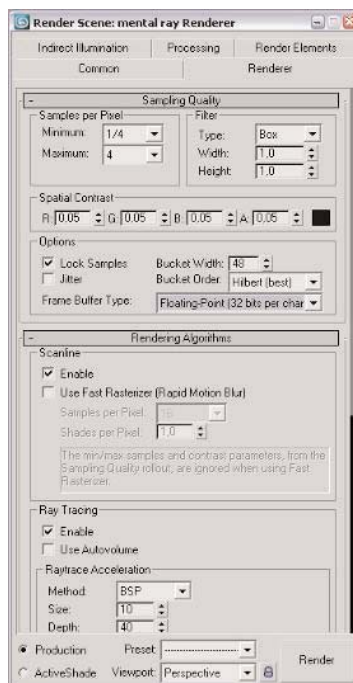 Render Scene: mental ray Renderer
Indirect Illumination Processing Render Elements
Common Renderer
- Sampling Quality
Samples per Pixel
Minimum: 1/4
Maximum: 4
Filter
Type: Box
Width: 1,0
Height: 1,0
Spatial Contrast
R: 0,05 G: 0,05 B: 0,05 A: 0,05
Options
Lock Samples Bucket Width: 48
Jitter Bucket Order: Hilbert (best)
Frame Buffer Type: Floating-Point (32 bits per char
- Rendering Algorithms
Scanline
Enable
Use Fast Rasterizer (Rapid Motion Blur)
Samples per Pixel: 16
Shades per Pixel: 1,0
The min/max samples and contrast parameters, from the
Sampling Quality rollout, are ignored when using Fast
Rasterizer.
Ray Tracing
Enable
Use Autovolume
Raytrace Acceleration
Method: BSP
Size: 10
Depth: 40
Production Preset: -------------------- Render
ActiveShade Viewport: Perspective